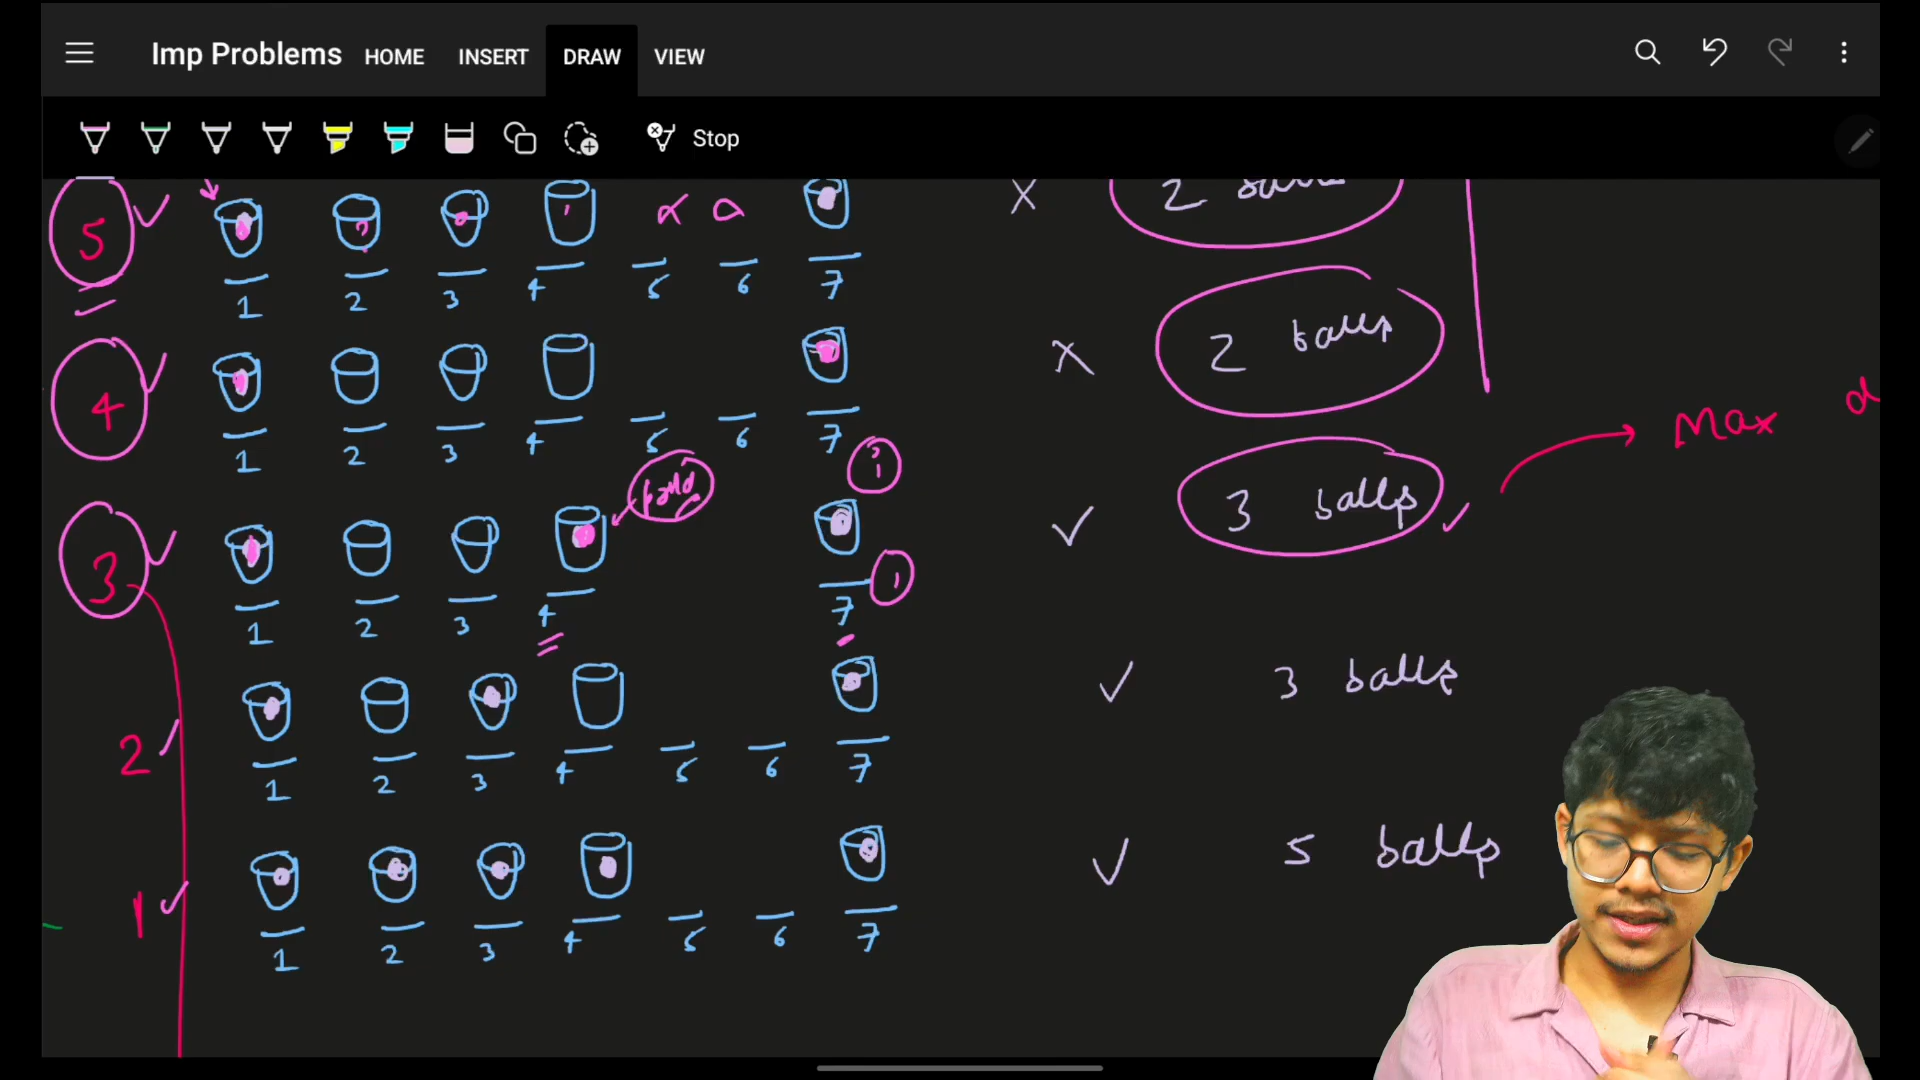 Imp Problems HOME INSERT DRAW VIEW
Stop
5
X 2 balls
1 2 3 4 5 6 7
4
X 2 balls
1 2 3 4 5 6 7
Max
3
✓ 3 balls ✓
1 2 3 4 7
2
✓ 3 balls
1 2 3 4 5 6 7
1
✓ 5 balls
1 2 3 4 5 6 7